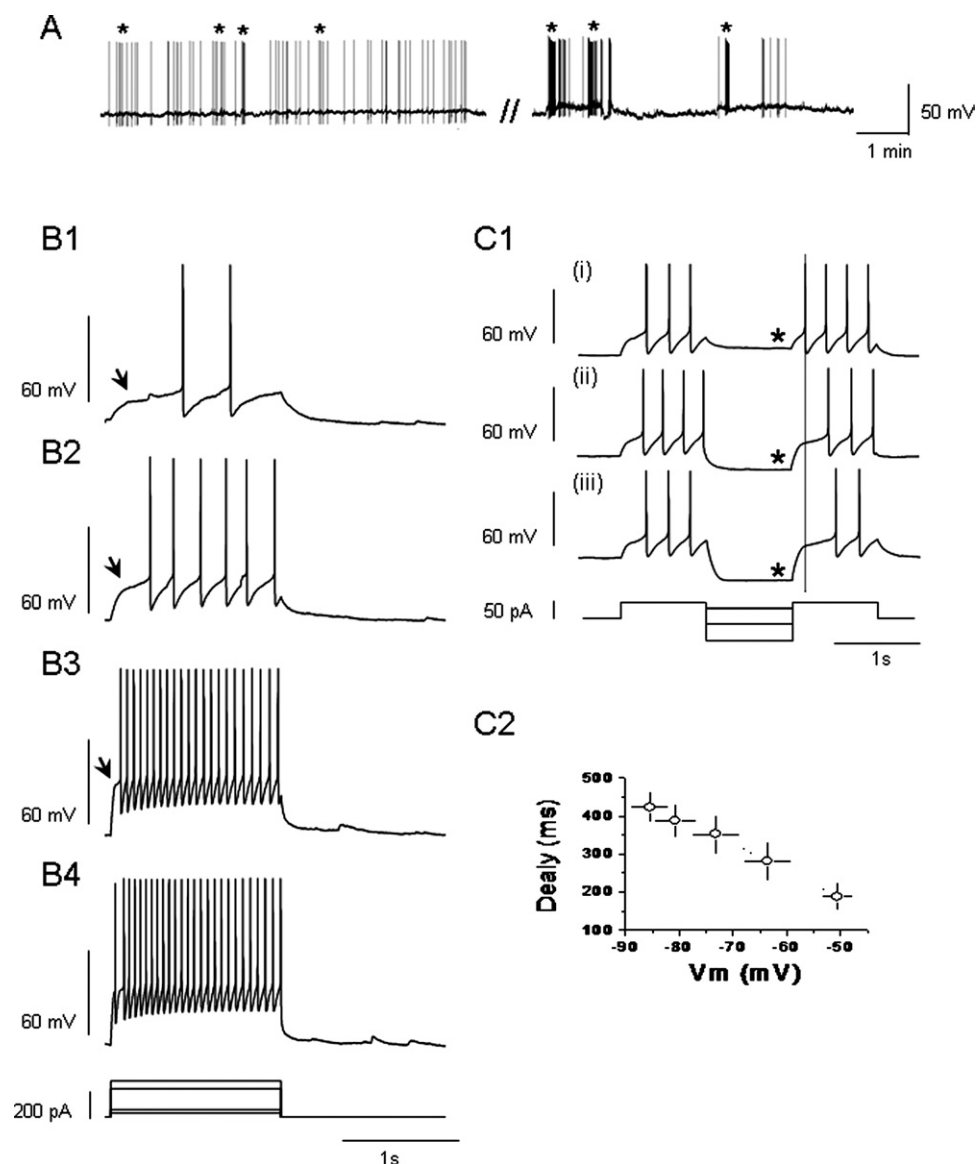 A
* * * *
* * *
//
50 mV
1 min
B1
60 mV
B2
60 mV
B3
60 mV
B4
60 mV
200 pA
1s
C1
(i)
60 mV
*
(ii)
60 mV
*
(iii)
60 mV
*
50 pA
1s
C2
Dealy (ms)
500
400
300
200
100
-90 -80 -70 -60 -50
Vm (mV)